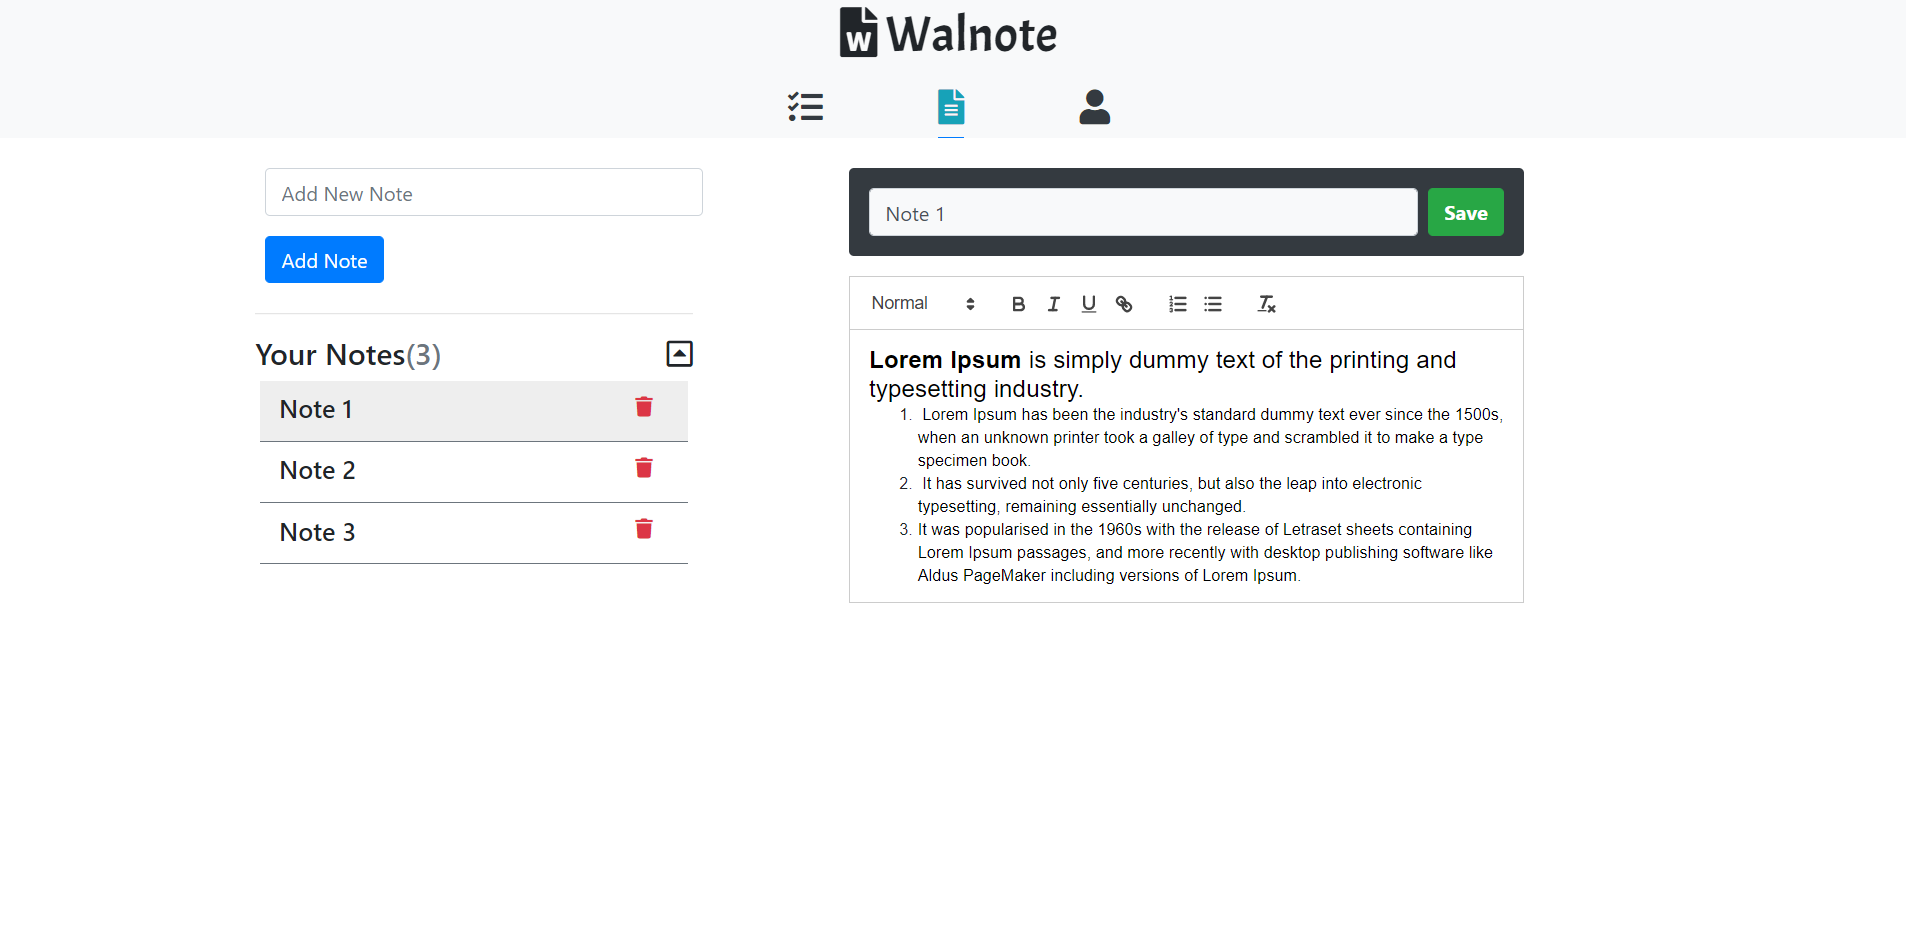 W Walnote
Add New Note
Add Note
Your Notes(3)
Note 1
Note 2
Note 3
Note 1
Save
Normal
Lorem Ipsum is simply dummy text of the printing and
typesetting industry.
1. Lorem Ipsum has been the industry's standard dummy text ever since the 1500s,
when an unknown printer took a galley of type and scrambled it to make a type
specimen book.
2. It has survived not only five centuries, but also the leap into electronic
typesetting, remaining essentially unchanged.
3. It was popularised in the 1960s with the release of Letraset sheets containing
Lorem Ipsum passages, and more recently with desktop publishing software like
Aldus PageMaker including versions of Lorem Ipsum.